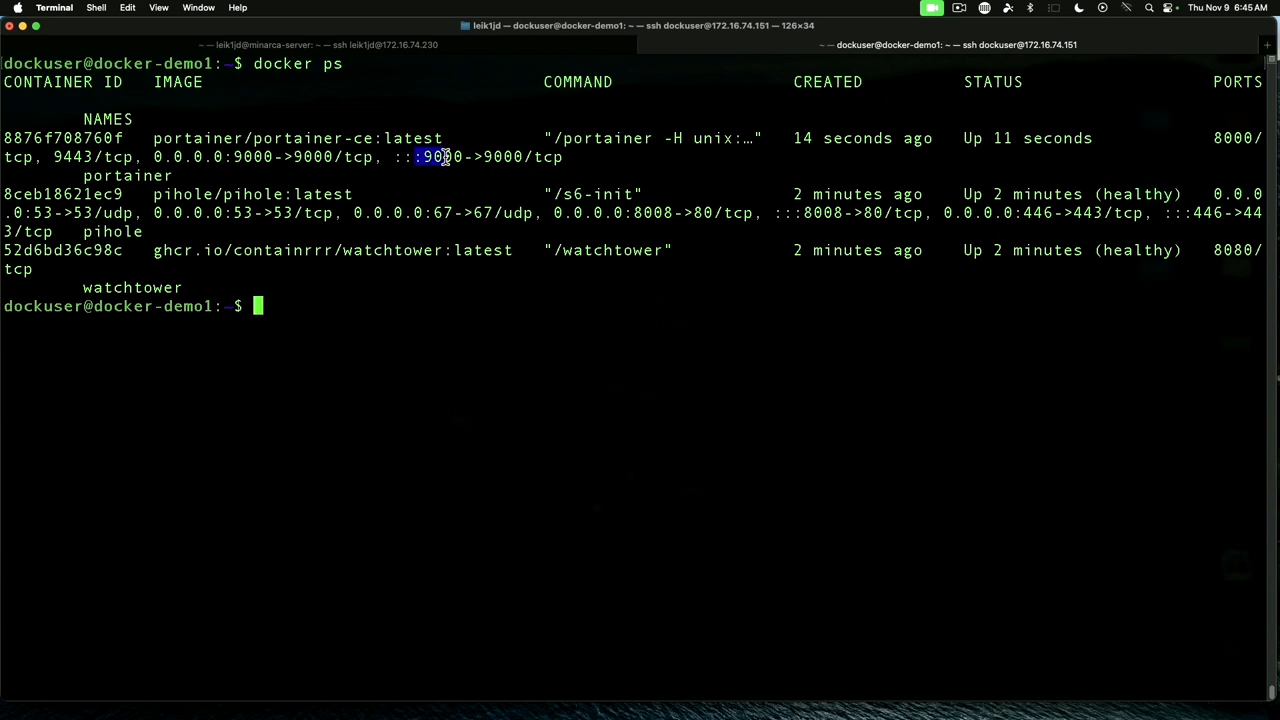 Terminal Shell Edit View Window Help Thu Nov 9 6:45 AM
leik1jd — dockuser@docker-demo1: ~ — ssh dockuser@172.16.74.151 — 126×34
~ — leik1jd@minarca-server: ~ — ssh leik1jd@172.16.74.230 ~ — dockuser@docker-demo1: ~ — ssh dockuser@172.16.74.151
dockuser@docker-demo1:~$ docker ps
CONTAINER ID IMAGE COMMAND CREATED STATUS PORTS
NAMES
8876f708760f portainer/portainer-ce:latest "/portainer -H unix:…" 14 seconds ago Up 11 seconds 8000/
tcp, 9443/tcp, 0.0.0.0:9000->9000/tcp, :::9000->9000/tcp
portainer
8ceb18621ec9 pihole/pihole:latest "/s6-init" 2 minutes ago Up 2 minutes (healthy) 0.0.0
.0:53->53/udp, 0.0.0.0:53->53/tcp, 0.0.0.0:67->67/udp, 0.0.0.0:8008->80/tcp, :::8008->80/tcp, 0.0.0.0:446->443/tcp, :::446->44
3/tcp pihole
52d6bd36c98c ghcr.io/containrrr/watchtower:latest "/watchtower" 2 minutes ago Up 2 minutes (healthy) 8080/
tcp
watchtower
dockuser@docker-demo1:~$